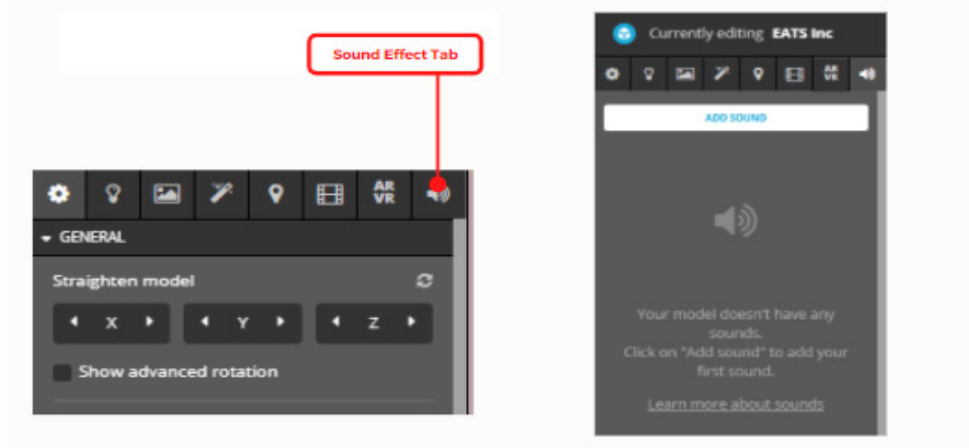 Sound Effect Tab
AR
VR
GENERAL
Straighten model
X Y Z
Show advanced rotation
Currently editing EATS Inc
AR
VR
ADD SOUND
Your model doesn't have any
sounds.
Click on "Add sound" to add your
first sound.
Learn more about sounds